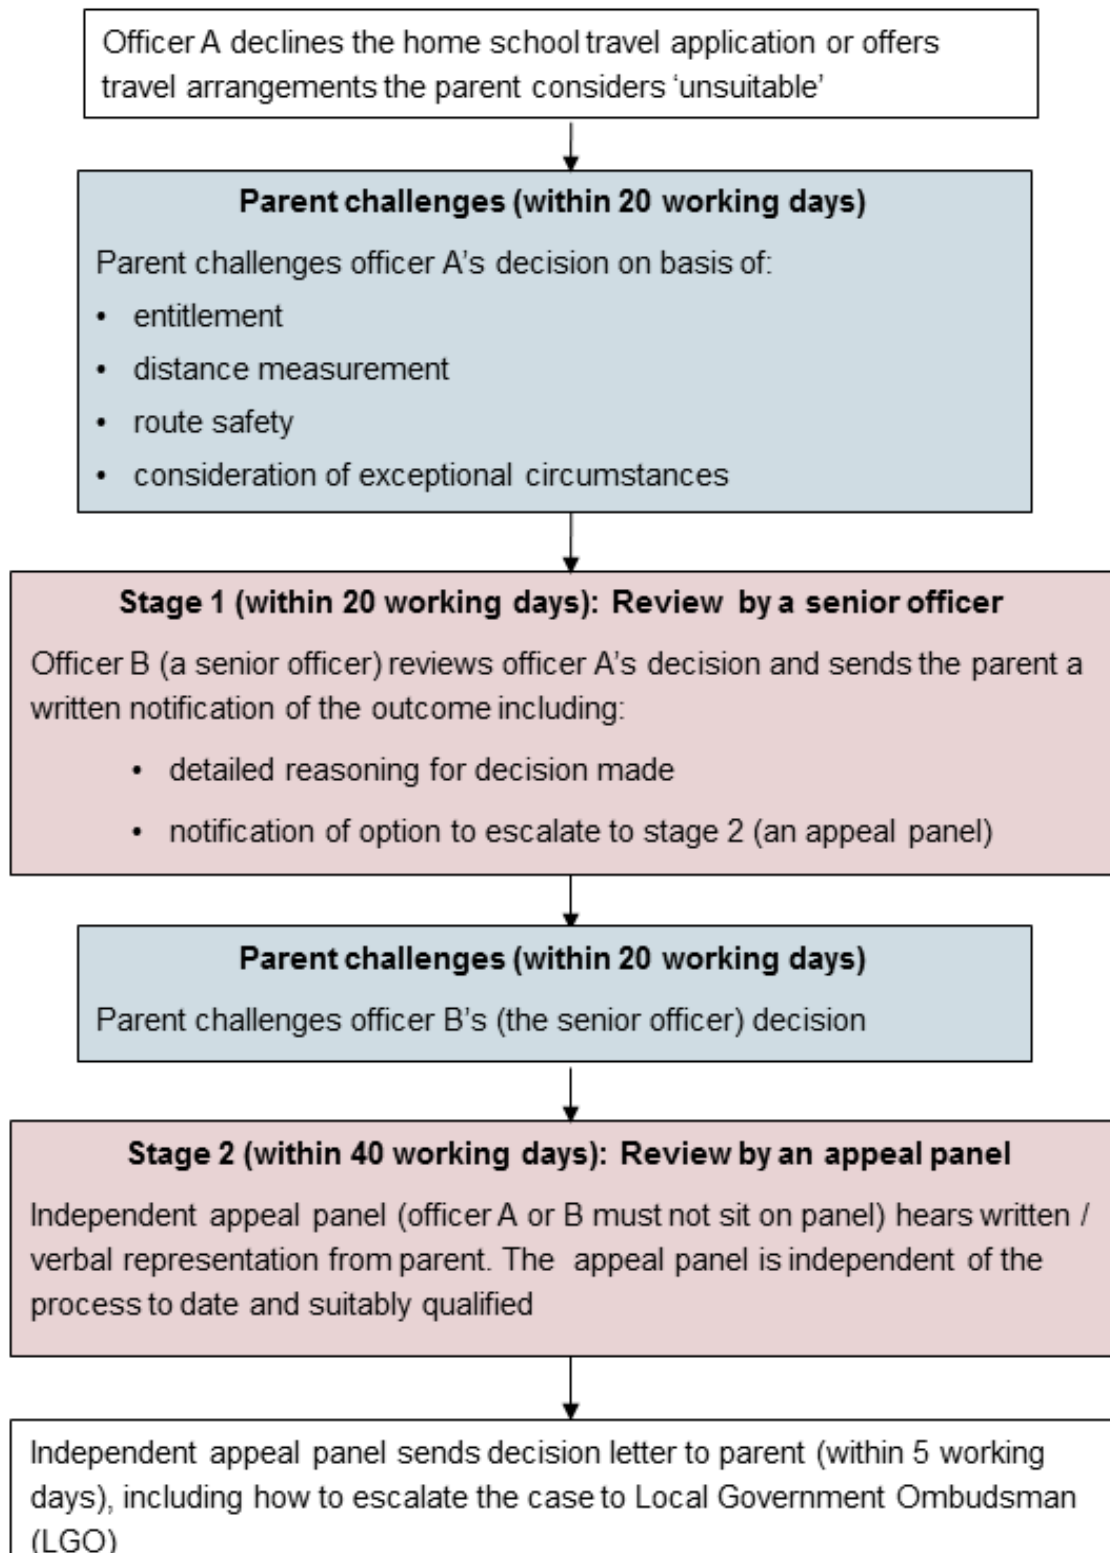 Officer A declines the home school travel application or offers
travel arrangements the parent considers ‘unsuitable’
Parent challenges (within 20 working days)
Parent challenges officer A’s decision on basis of:
• entitlement
• distance measurement
• route safety
• consideration of exceptional circumstances
Stage 1 (within 20 working days): Review by a senior officer
Officer B (a senior officer) reviews officer A’s decision and sends the parent a
written notification of the outcome including:
• detailed reasoning for decision made
• notification of option to escalate to stage 2 (an appeal panel)
Parent challenges (within 20 working days)
Parent challenges officer B’s (the senior officer) decision
Stage 2 (within 40 working days): Review by an appeal panel
Independent appeal panel (officer A or B must not sit on panel) hears written /
verbal representation from parent. The appeal panel is independent of the
process to date and suitably qualified
Independent appeal panel sends decision letter to parent (within 5 working
days), including how to escalate the case to Local Government Ombudsman
(LGO)